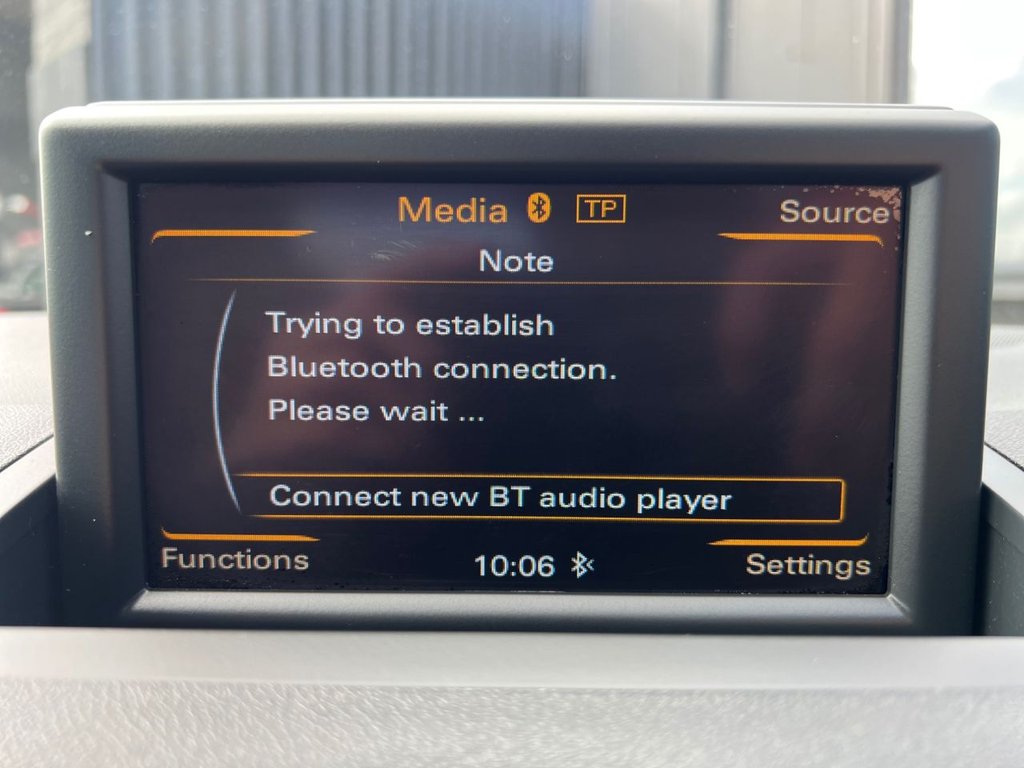 Media TP Source
Note
Trying to establish
Bluetooth connection.
Please wait ...
Connect new BT audio player
Functions 10:06 Settings